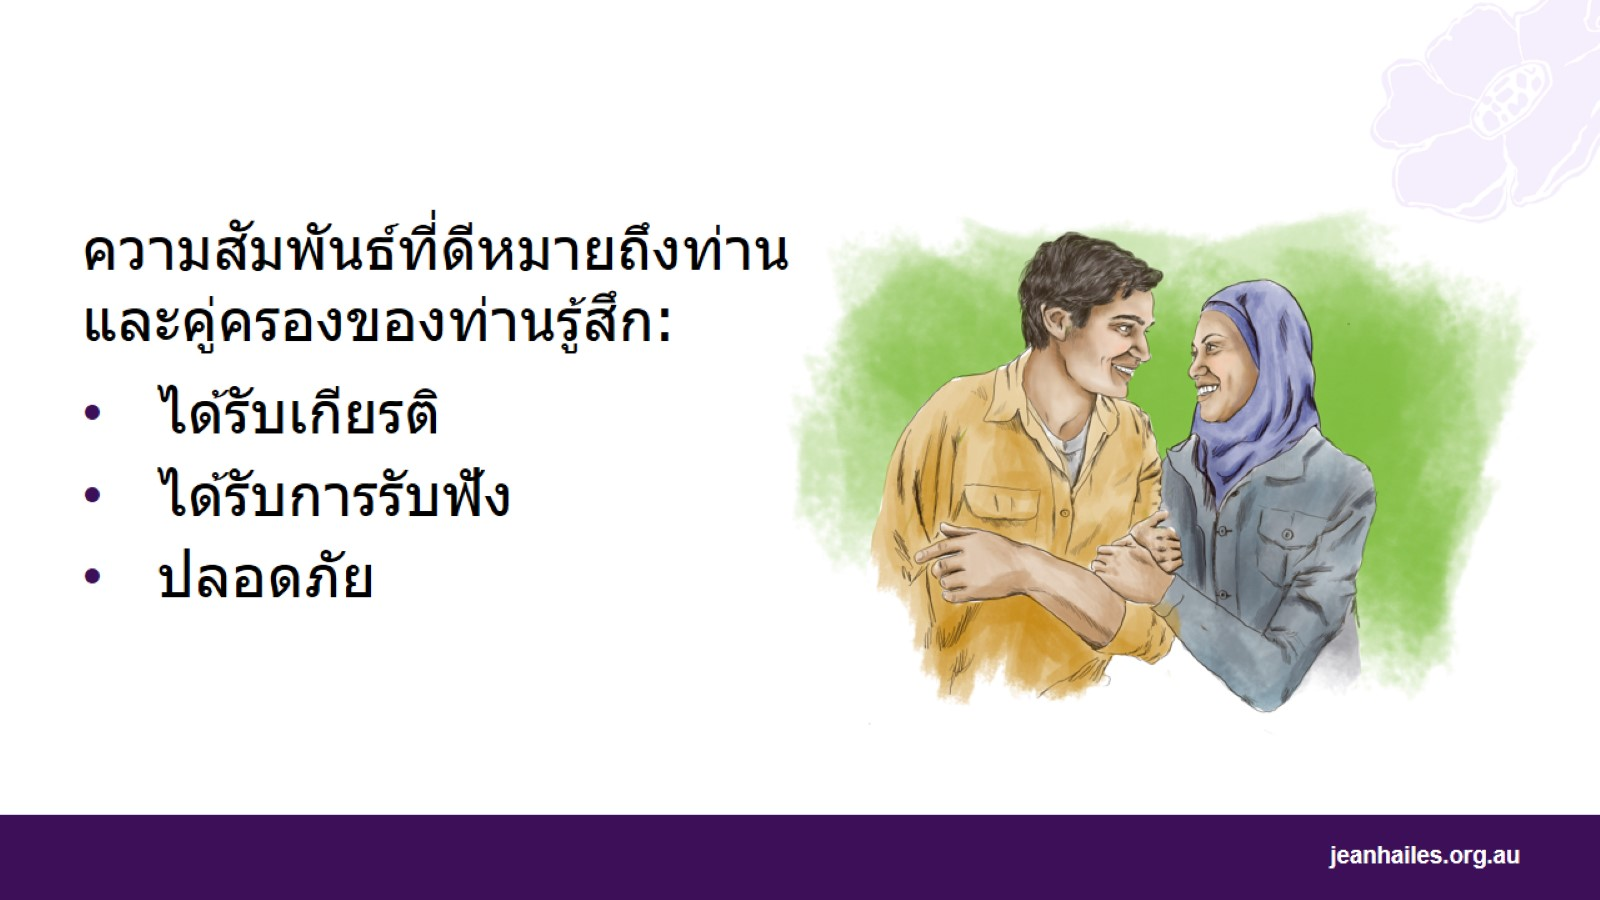 ความสัมพันธ์ที่ดีหมายถึงท่าน
และคู่ครองของท่านรู้สึก:
• ได้รับเกียรติ
• ได้รับการรับฟัง
• ปลอดภัย
jeanhailes.org.au